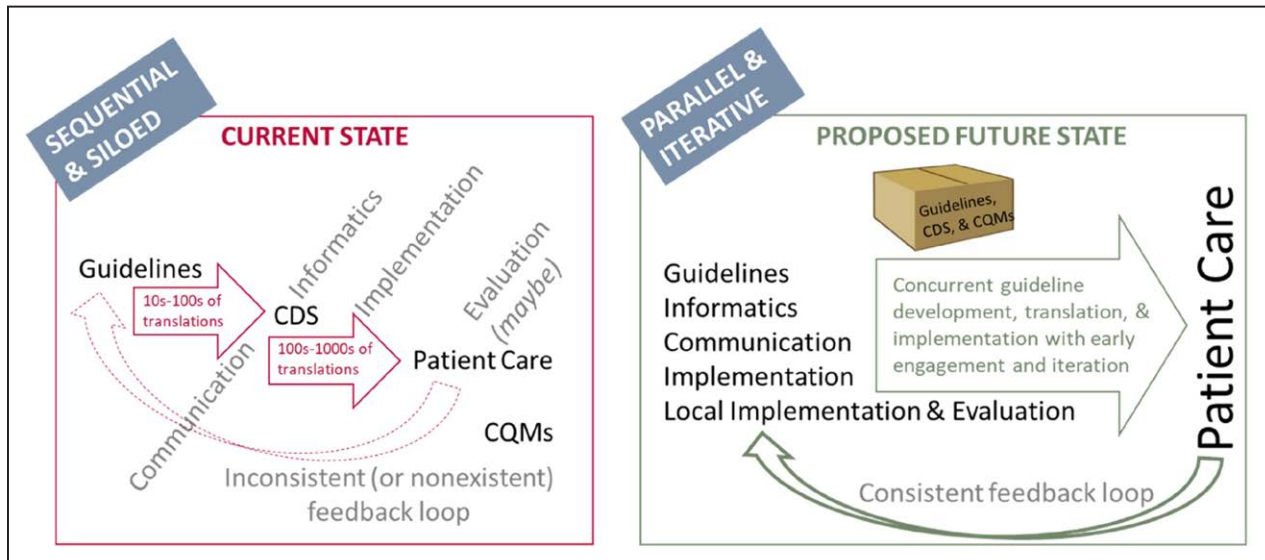 SEQUENTIAL
& SILOED
CURRENT STATE
Guidelines
10s-100s of
translations
Communication
CDS
Informatics
100s-1000s of
translations
Implementation
Patient Care
Evaluation
(maybe)
CQMs
Inconsistent (or nonexistent)
feedback loop
PARALLEL &
ITERATIVE
PROPOSED FUTURE STATE
Guidelines,
CDS, & CQMs
Guidelines
Informatics
Communication
Implementation
Local Implementation & Evaluation
Concurrent guideline
development, translation, &
implementation with early
engagement and iteration
Patient Care
Consistent feedback loop